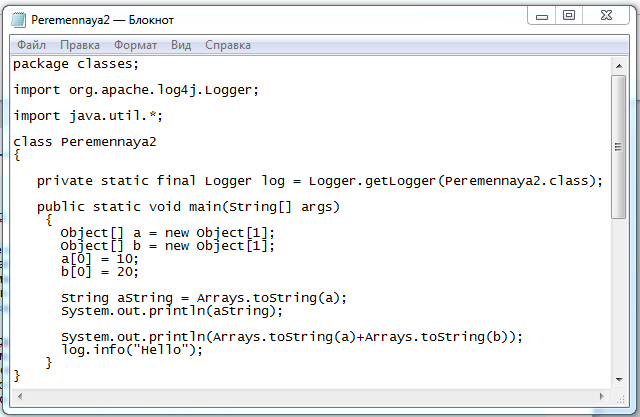 Peremennaya2 — Блокнот
Файл Правка Формат Вид Справка
package classes;
import org.apache.log4j.Logger;
import java.util.*;
class Peremennaya2
{
private static final Logger log = Logger.getLogger(Peremennaya2.class);
public static void main(String[] args)
{
Object[] a = new Object[1];
Object[] b = new Object[1];
a[0] = 10;
b[0] = 20;
String aString = Arrays.toString(a);
System.out.println(aString);
System.out.println(Arrays.toString(a)+Arrays.toString(b));
log.info("Hello");
}
}